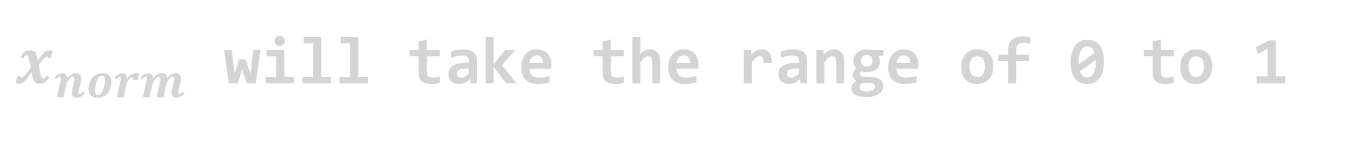 x_norm will take the range of 0 to 1